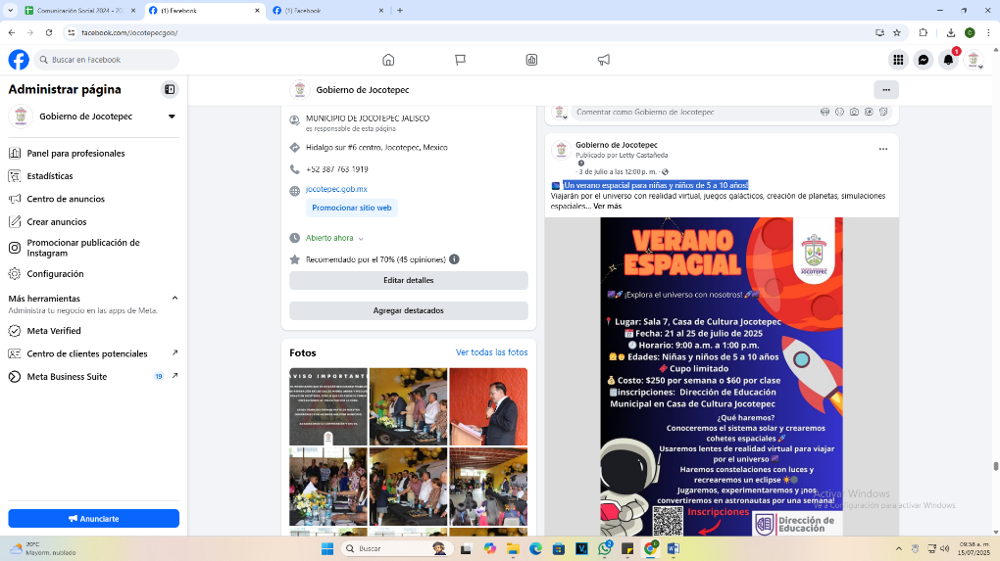 Comunicación Social 2024 - 20
(1) Facebook
(1) Facebook
facebook.com/Jocotepecgob/
Buscar en Facebook
1
Administrar página
Gobierno de Jocotepec
Panel para profesionales
Estadísticas
Centro de anuncios
Crear anuncios
Promocionar publicación de
Instagram
Configuración
Más herramientas
Administra tu negocio en las apps de Meta.
Meta Verified
Centro de clientes potenciales
Meta Business Suite
19
Anunciarte
Gobierno de Jocotepec
MUNICIPIO DE JOCOTEPEC JALISCO
es responsable de esta página
Hidalgo sur #6 centro, Jocotepec, Mexico
+52 387 763 1919
jocotepec.gob.mx
Promocionar sitio web
Abierto ahora
Recomendado por el 70% (45 opiniones)
Editar detalles
Agregar destacados
Fotos
Ver todas las fotos
AVISO IMPORTANTE
Comentar como Gobierno de Jocotepec
Gobierno de Jocotepec
Publicado por Letty Castañeda
· 3 de julio a las 12:00 p. m. ·
¡Un verano espacial para niñas y niños de 5 a 10 años!
Viajarán por el universo con realidad virtual, juegos galácticos, creación de planetas, simulaciones
espaciales... Ver más
VERANO
ESPACIAL
JOCOTEPEC
¡Explora el universo con nosotros!
Lugar: Sala 7, Casa de Cultura Jocotepec
Fecha: 21 al 25 de julio de 2025
Horario: 9:00 a.m. a 1:00 p.m.
Edades: Niñas y niños de 5 a 10 años
Cupo limitado
Costo: $250 por semana o $60 por clase
inscripciones: Dirección de Educación
Municipal en Casa de Cultura Jocotepec
¿Qué haremos?
Conoceremos el sistema solar y crearemos
cohetes espaciales
Usaremos lentes de realidad virtual para viajar
por el universo
Haremos constelaciones con luces y
recrearemos un eclipse
Jugaremos, experimentaremos y ¡nos
convertiremos en astronautas por una semana!
Inscripciones
Dirección de
Educación
Activar Windows
Ve a Configuración para activar Windows.
20°C
Mayorm. nublado
Buscar
2
09:38 a. m.
15/07/2025